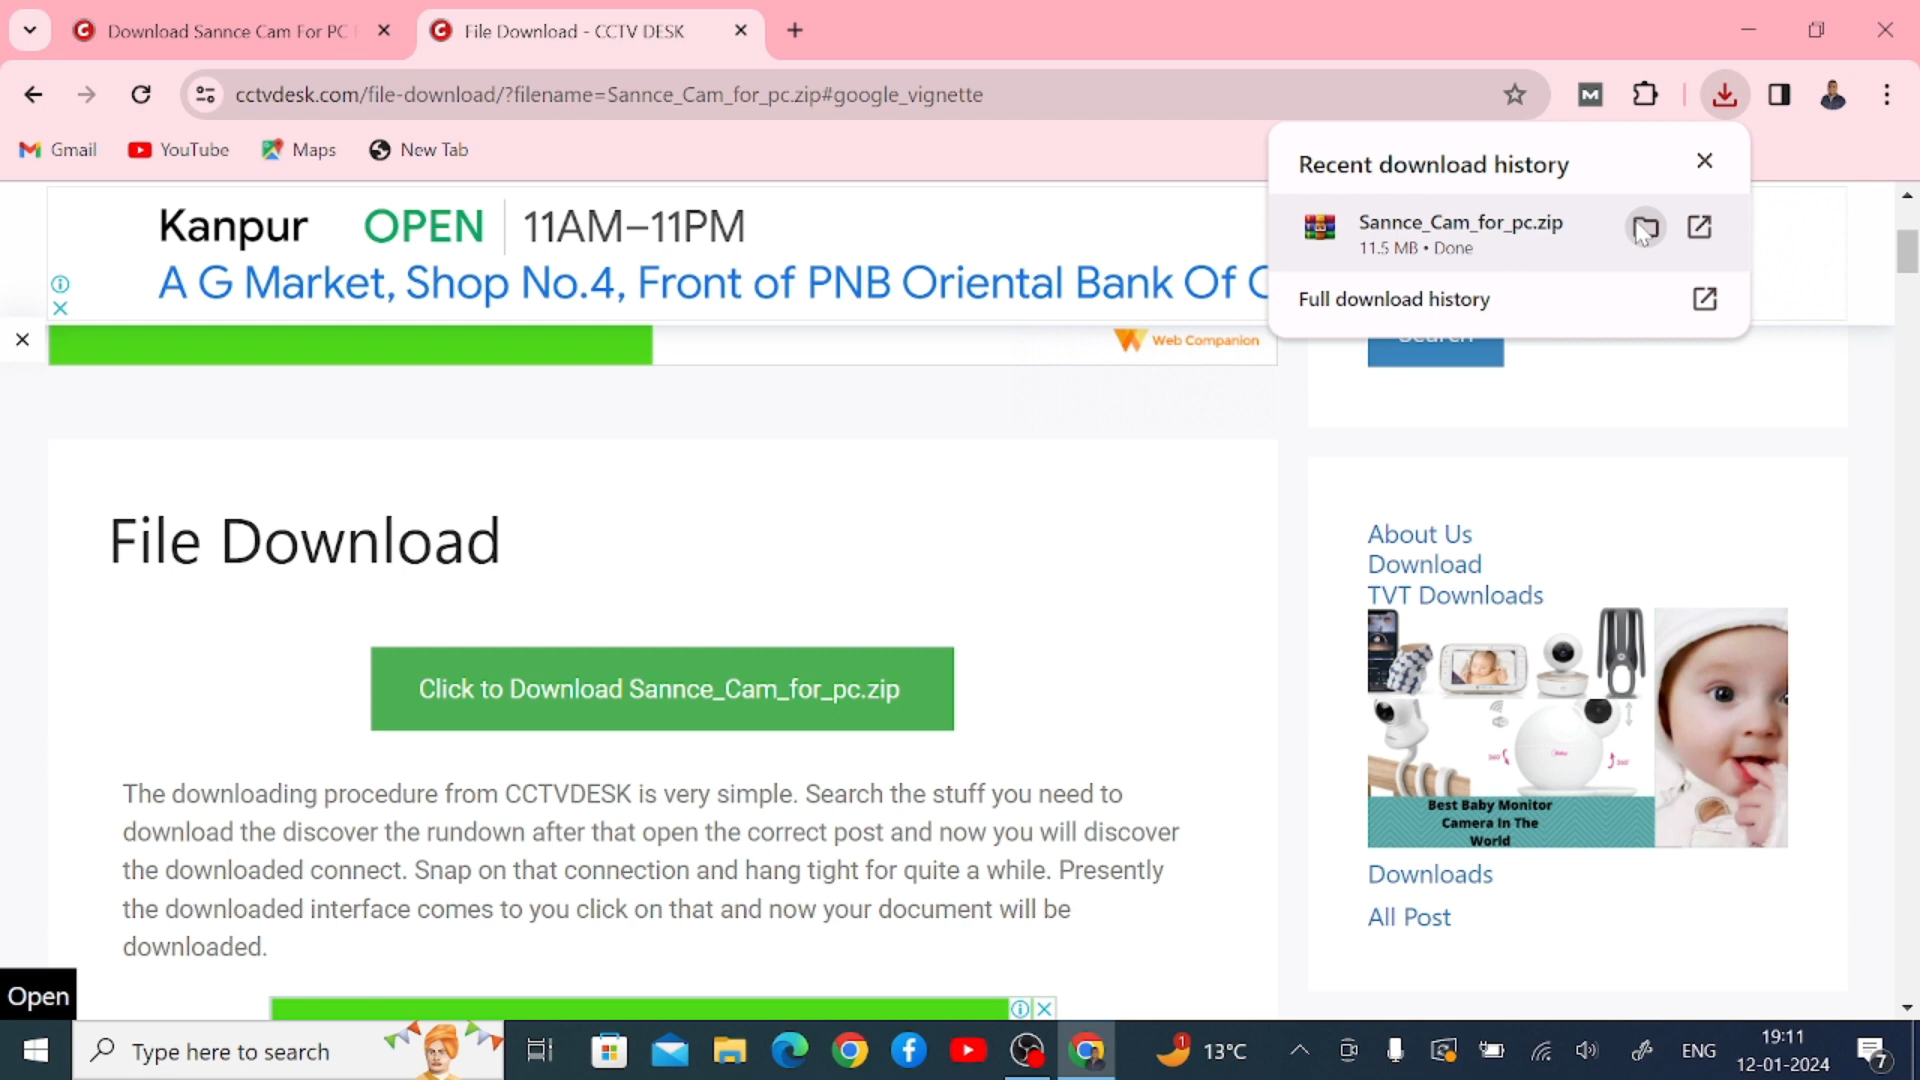 Download Sannce Cam For PC
File Download - CCTV DESK
cctvdesk.com/file-download/?filename=Sannce_Cam_for_pc.zip#google_vignette
Gmail
YouTube
Maps
New Tab
Recent download history
Sannce_Cam_for_pc.zip
11.5 MB • Done
Full download history
Kanpur OPEN 11AM–11PM
A G Market, Shop No.4, Front of PNB Oriental Bank Of
Web Companion
Search
File Download
Click to Download Sannce_Cam_for_pc.zip
The downloading procedure from CCTVDESK is very simple. Search the stuff you need to
download the discover the rundown after that open the correct post and now you will discover
the downloaded connect. Snap on that connection and hang tight for quite a while. Presently
the downloaded interface comes to you click on that and now your document will be
downloaded.
About Us
Download
TVT Downloads
Best Baby Monitor
Camera In The
World
Downloads
All Post
Open
Type here to search
1
13°C
ENG
19:11
12-01-2024
7